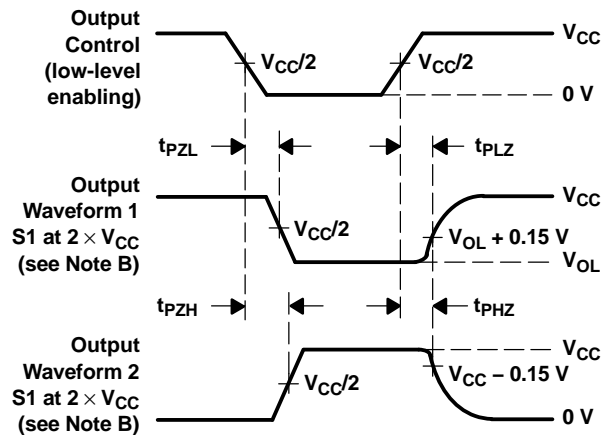 Output
Control
(low-level
enabling)
VCC/2
VCC/2
VCC
0 V
tPZL
tPLZ
Output
Waveform 1
S1 at 2 × VCC
(see Note B)
VCC/2
VCC
VOL + 0.15 V
VOL
tPZH
tPHZ
Output
Waveform 2
S1 at 2 × VCC
(see Note B)
VCC/2
VCC
VCC – 0.15 V
0 V